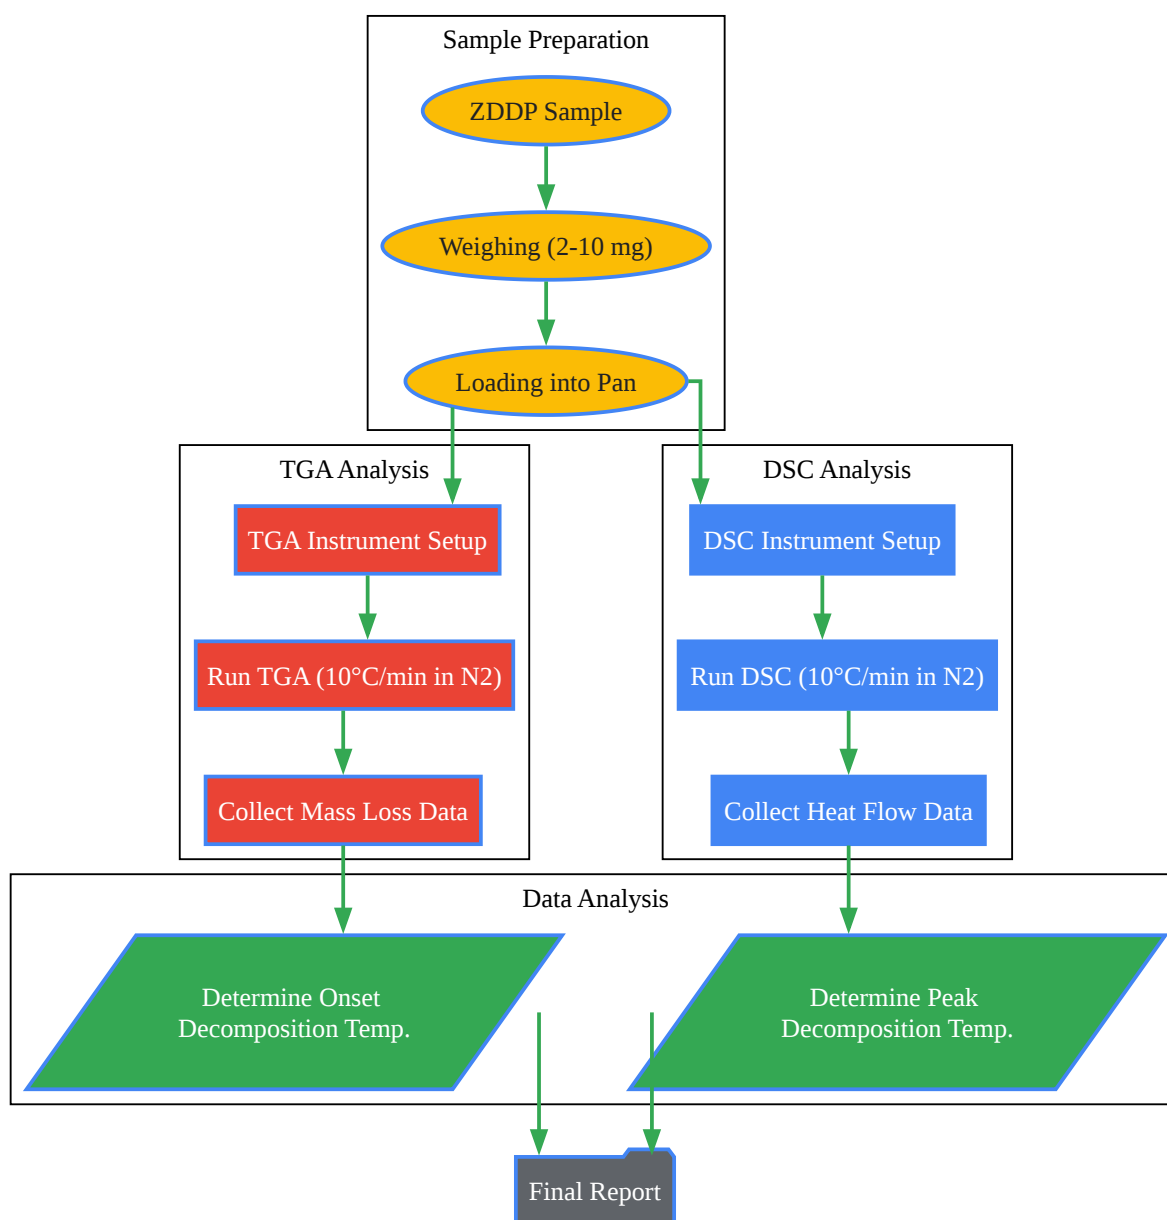 Sample Preparation
ZDDP Sample
Weighing (2-10 mg)
Loading into Pan
TGA Analysis
TGA Instrument Setup
Run TGA (10°C/min in N2)
Collect Mass Loss Data
DSC Analysis
DSC Instrument Setup
Run DSC (10°C/min in N2)
Collect Heat Flow Data
Data Analysis
Determine Onset
Decomposition Temp.
Determine Peak
Decomposition Temp.
Final Report